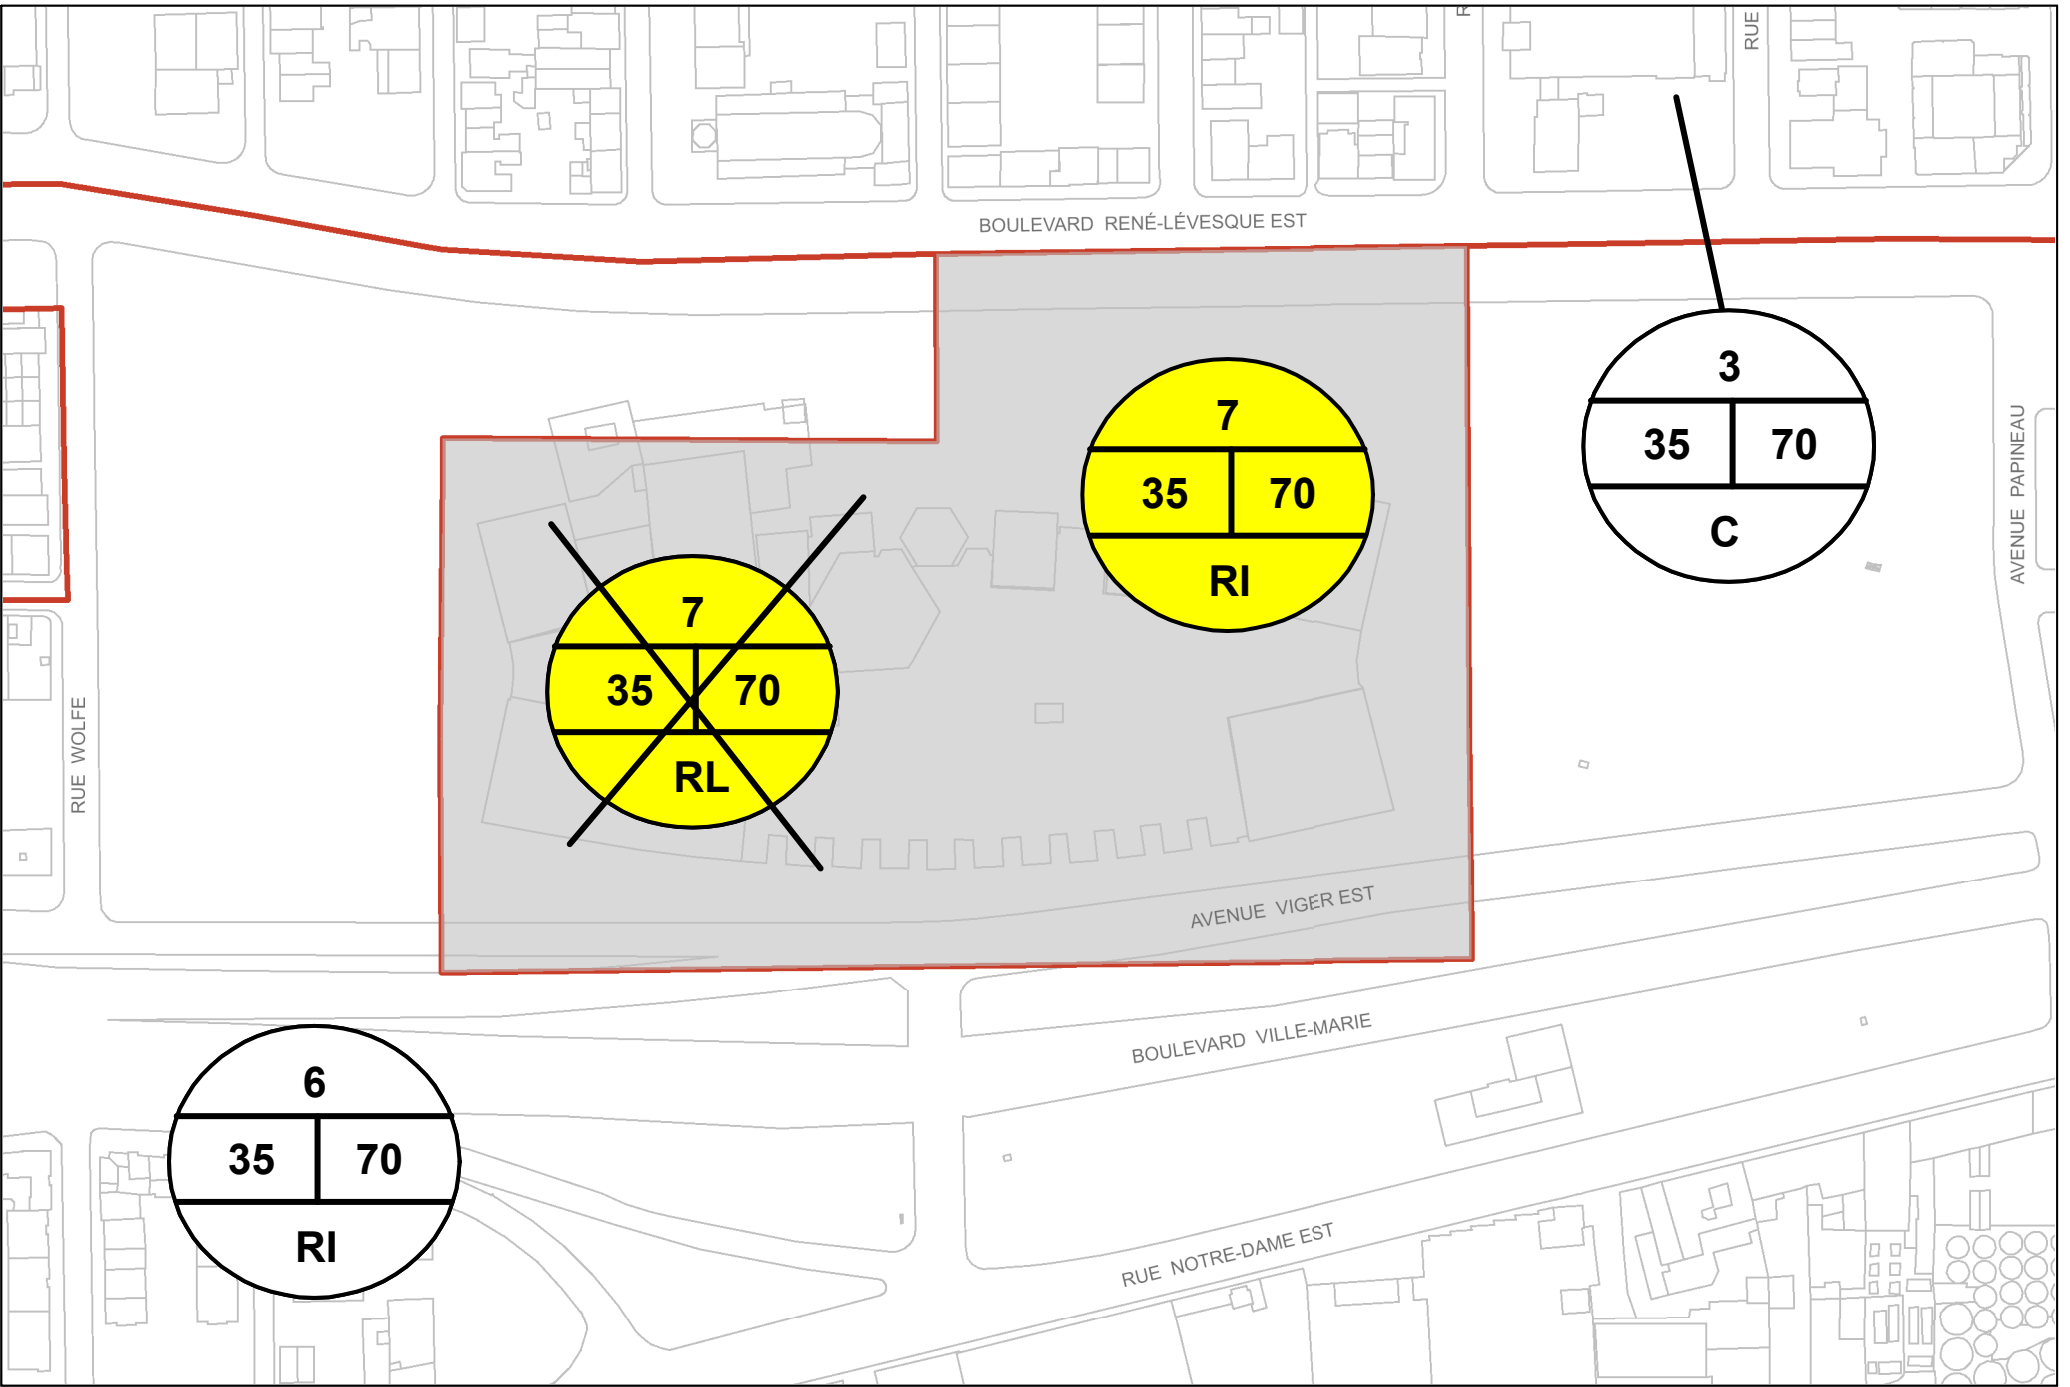 RUE
BOULEVARD RENÉ-LÉVESQUE EST
3
35 70
C
7
35 70
RI
7
35 70
RL
AVENUE PAPINEAU
RUE WOLFE
AVENUE VIGER EST
BOULEVARD VILLE-MARIE
6
35 70
RI
RUE NOTRE-DAME EST